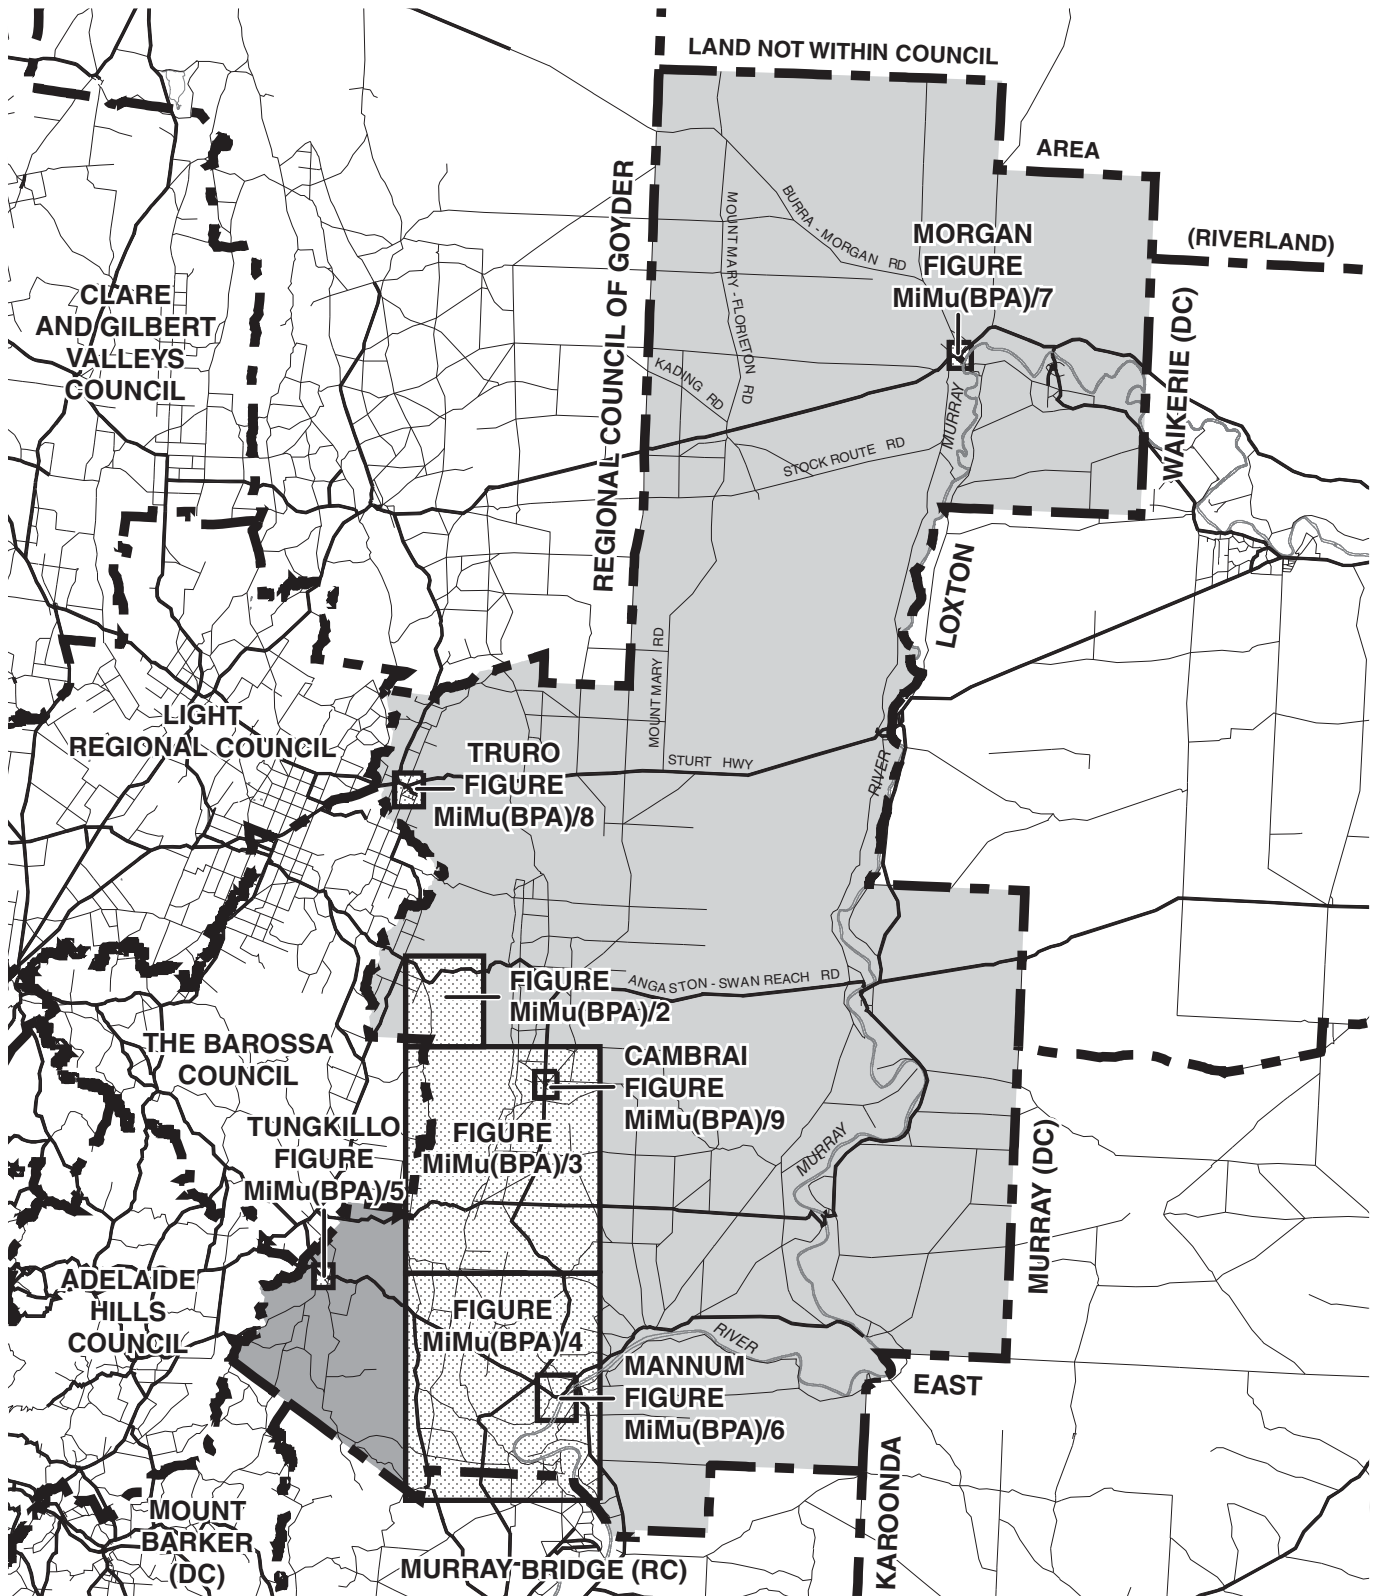 LAND NOT WITHIN COUNCIL
AREA
(RIVERLAND)
REGIONAL COUNCIL OF GOYDER
BURRA - MORGAN RD
MOUNT MARY - FLORIETON RD
MORGAN
FIGURE
MiMu(BPA)/7
CLARE
AND GILBERT
VALLEYS
COUNCIL
WAIKERIE (DC)
KADING RD
MURRAY
STOCK ROUTE RD
LOXTON
MOUNT MARY RD
LIGHT
REGIONAL COUNCIL
TRURO
FIGURE
MiMu(BPA)/8
STURT HWY
RIVER
FIGURE
MiMu(BPA)/2
ANGASTON - SWAN REACH RD
THE BAROSSA
COUNCIL
CAMBRAI
FIGURE
MiMu(BPA)/9
TUNGKILLO
FIGURE
MiMu(BPA)/5
FIGURE
MiMu(BPA)/3
MURRAY
MURRAY (DC)
ADELAIDE
HILLS
COUNCIL
FIGURE
MiMu(BPA)/4
RIVER
MANNUM
FIGURE
MiMu(BPA)/6
EAST
KAROONDA
MOUNT
BARKER
(DC)
MURRAY BRIDGE (RC)